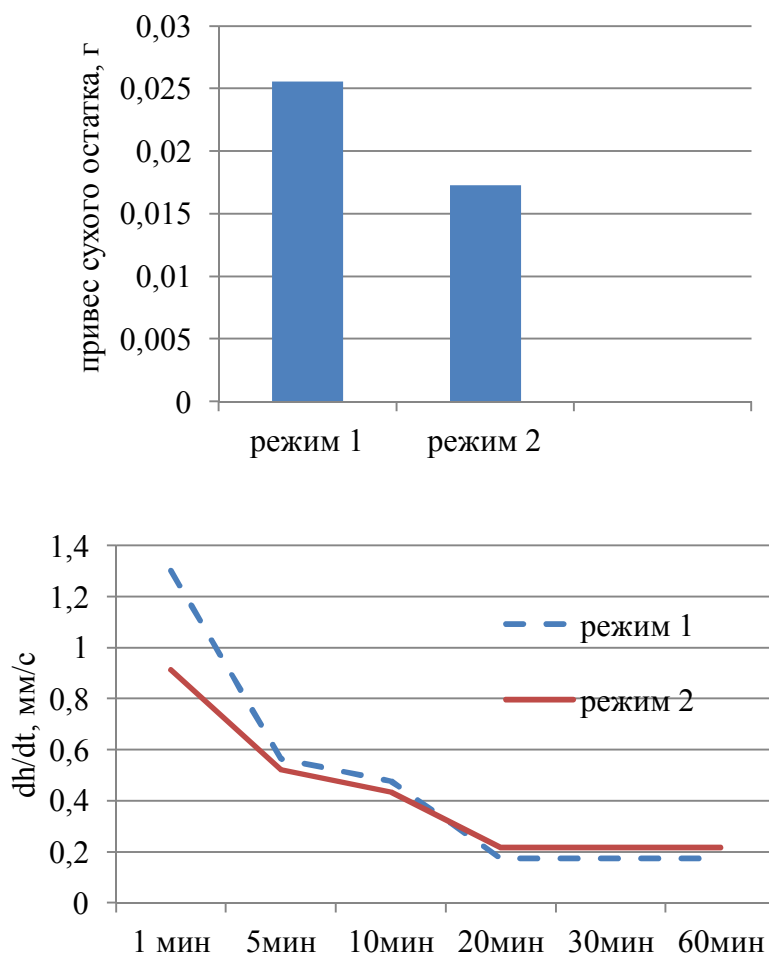 привес сухого остатка, г
0,03
0,025
0,02
0,015
0,01
0,005
0
режим 1 режим 2
dh/dt, мм/с
1,4
1,2
1
0,8
0,6
0,4
0,2
0
режим 1
режим 2
1 мин 5мин 10мин 20мин 30мин 60мин